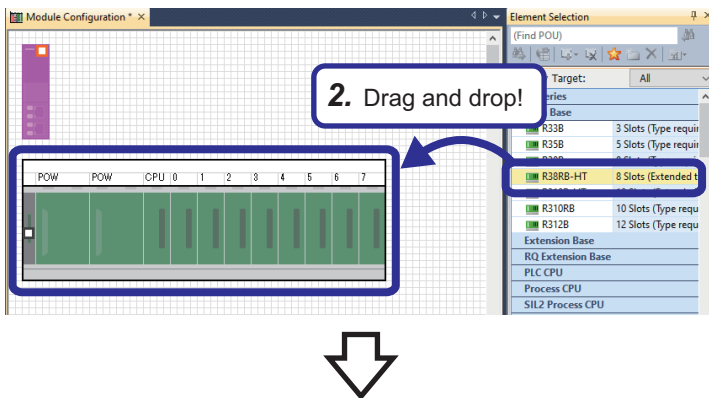 Module Configuration * ×
Element Selection
(Find POU)
Target:
All
2. Drag and drop!
Base
R33B
3 Slots (Type requir
R35B
5 Slots (Type requir
R38RB-HT
8 Slots (Extended t
R310RB
10 Slots (Type requ
R312B
12 Slots (Type requ
Extension Base
RQ Extension Base
PLC CPU
Process CPU
SIL2 Process CPU
POW POW CPU 0 1 2 3 4 5 6 7